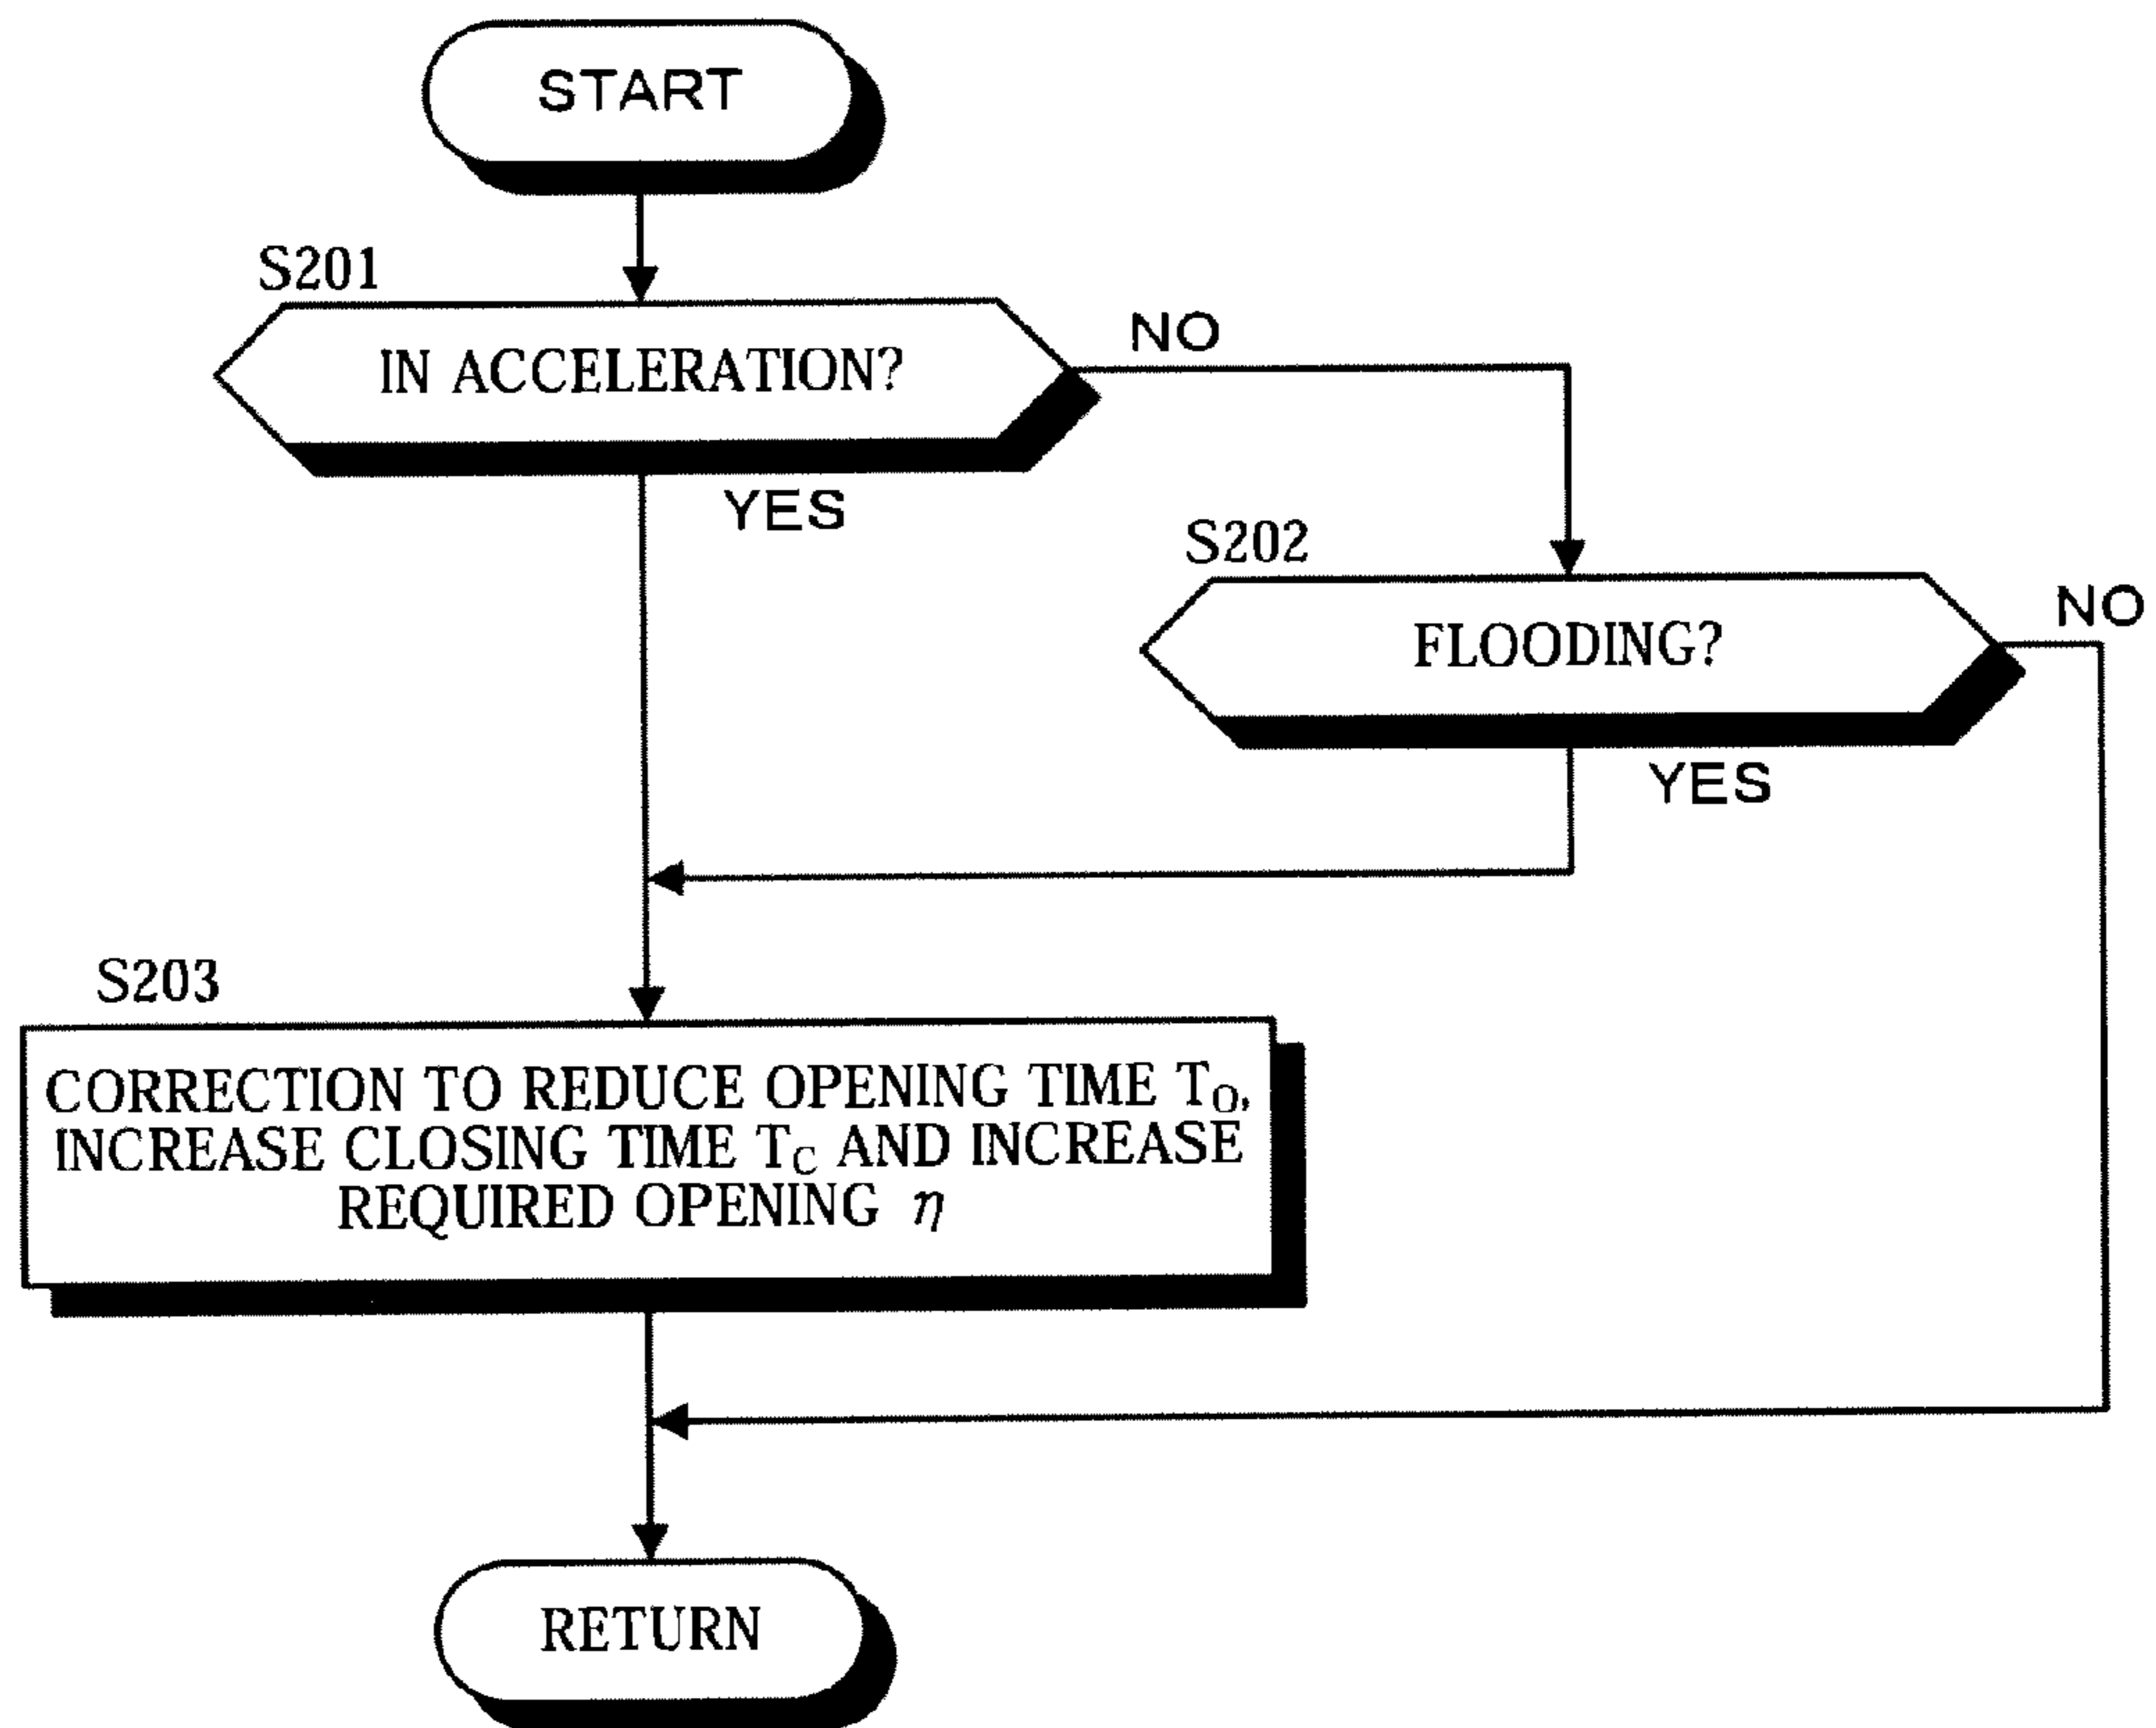 START
S201
IN ACCELERATION?
NO
YES
S202
FLOODING?
NO
YES
S203
CORRECTION TO REDUCE OPENING TIME TO,
INCREASE CLOSING TIME TC AND INCREASE
REQUIRED OPENING η
RETURN